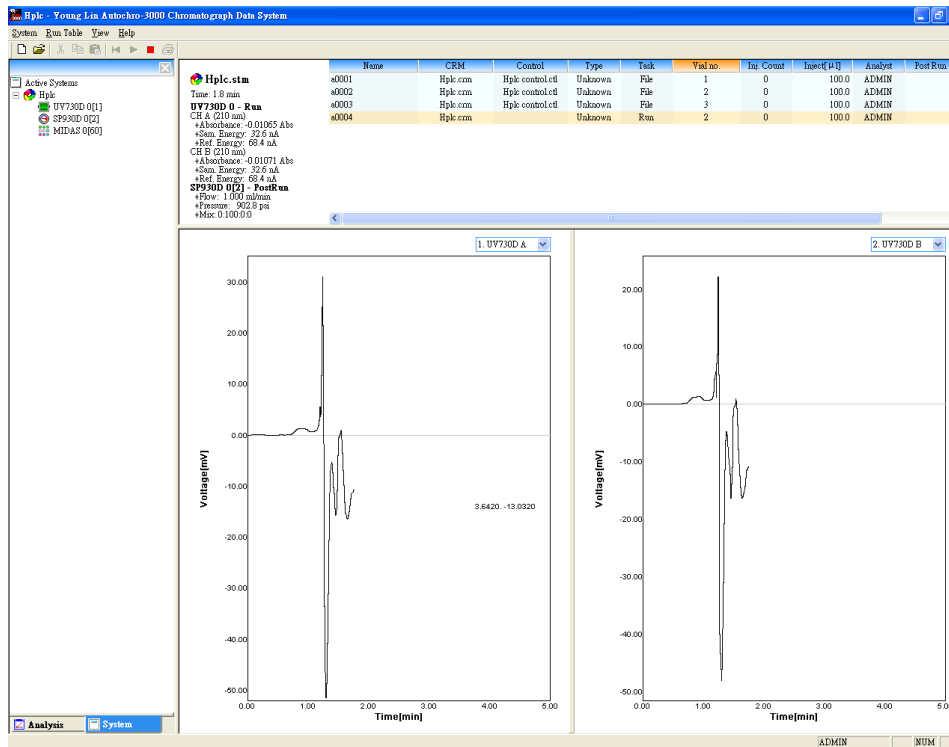 Hplc - Young Lin Autochro-3000 Chromatograph Data System
System Run Table View Help
Active Systems
Hplc
UV730D 0[1]
SP930D 0[2]
MIDAS 0[60]
Hplc.stm
Time: 1.8 min
UV730D 0 - Run
CH A (210 nm)
+Absorbance: -0.01065 Abs
+Sam. Energy: 32.6 nA
+Ref. Energy: 68.4 nA
CH B (210 nm)
+Absorbance: -0.01071 Abs
+Sam. Energy: 32.6 nA
+Ref. Energy: 68.4 nA
SP930D 0[2] - PostRun
+Flow: 1.000 ml/min
+Pressure: 902.8 psi
+Mix: 0:100:0:0
Name CRM Control Type Task Vial no. Inj. Count Inject[μl] Analyst Post Run
a0001 Hplc.crm Hplc control.ctl Unknown File 1 0 100.0 ADMIN
a0002 Hplc.crm Hplc control.ctl Unknown File 2 0 100.0 ADMIN
a0003 Hplc.crm Hplc control.ctl Unknown File 3 0 100.0 ADMIN
a0004 Hplc.crm Unknown Run 2 0 100.0 ADMIN
1. UV730D A
30.00
20.00
10.00
0.00
-10.00
-20.00
-30.00
-40.00
-50.00
Voltage[mV]
3.6420. -13.0320
0.00 1.00 2.00 3.00 4.00 5.00
Time[min]
2. UV730D B
20.00
10.00
0.00
-10.00
-20.00
-30.00
-40.00
-50.00
Voltage[mV]
0.00 1.00 2.00 3.00 4.00 5.0
Time[min]
Analysis System
ADMIN NUM